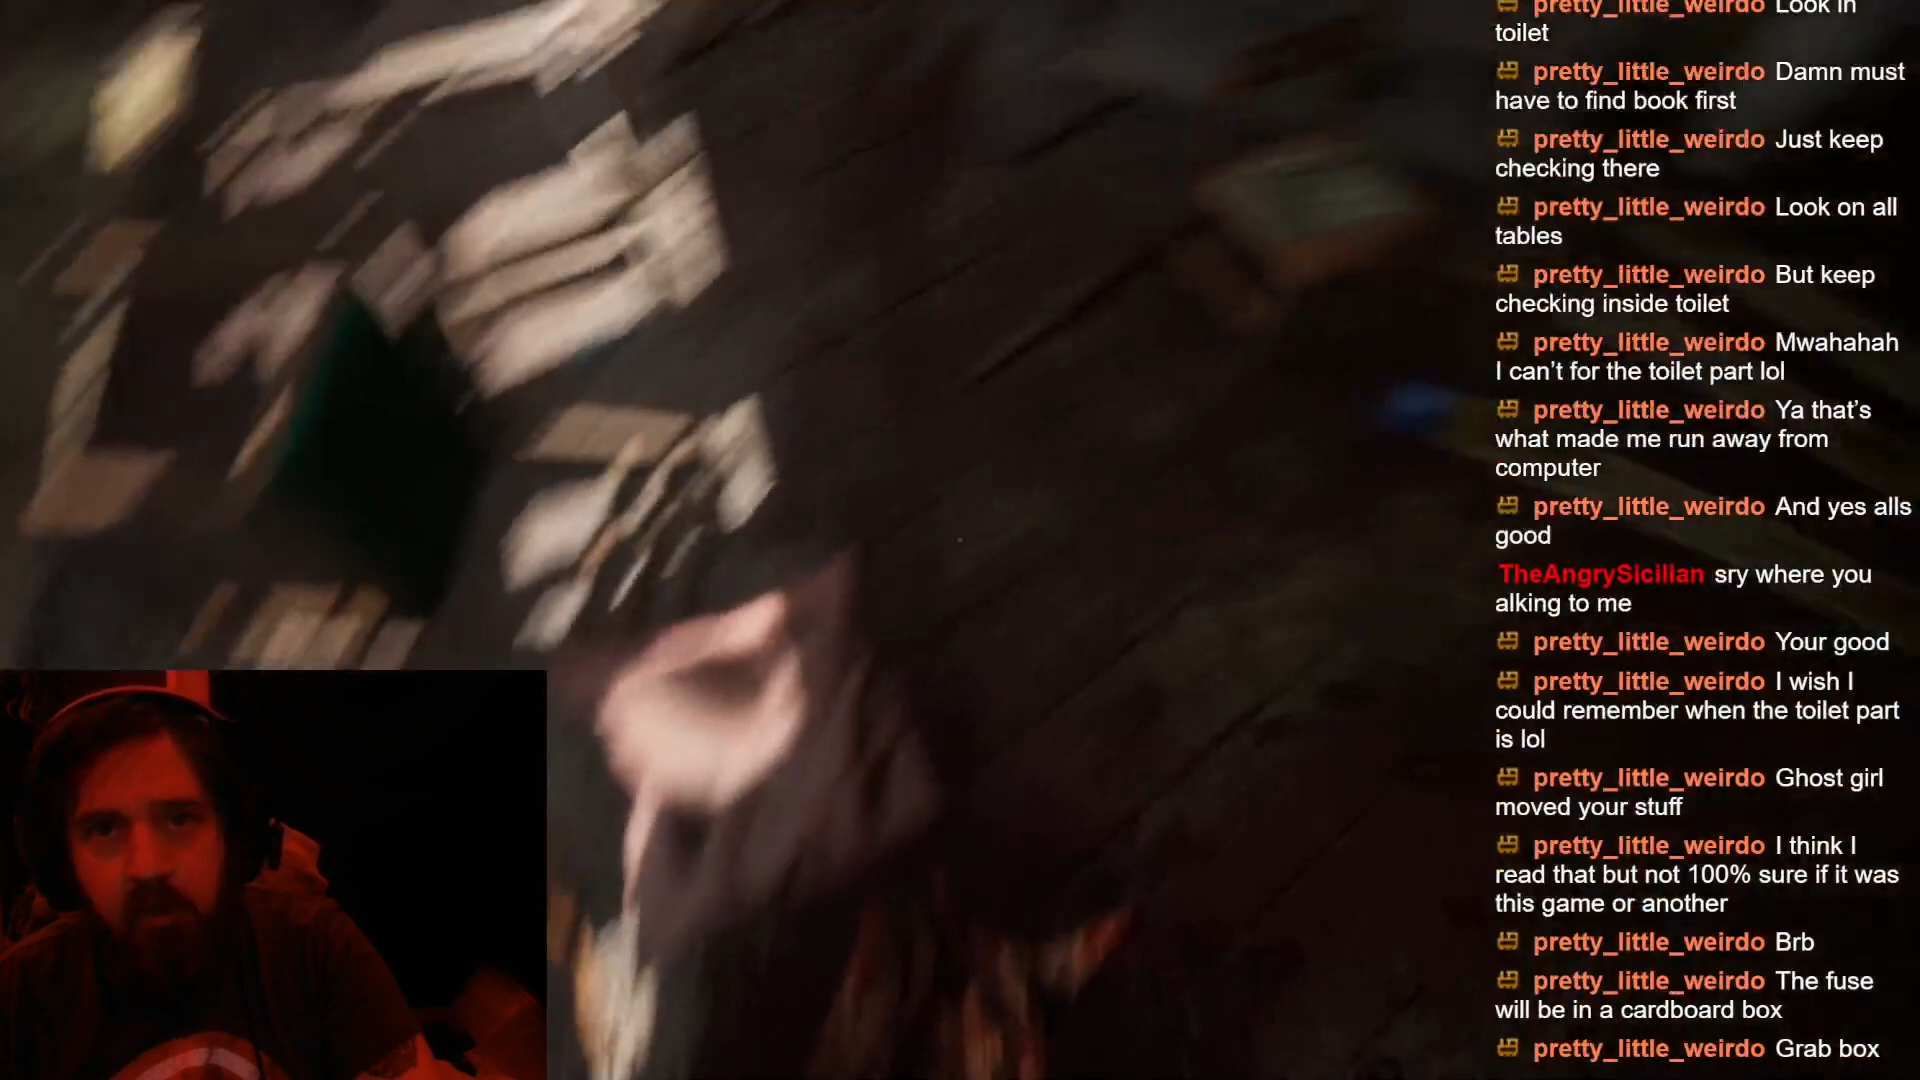 pretty_little_weirdo Look in
toilet
pretty_little_weirdo Damn must
have to find book first
pretty_little_weirdo Just keep
checking there
pretty_little_weirdo Look on all
tables
pretty_little_weirdo But keep
checking inside toilet
pretty_little_weirdo Mwahahah
I can’t for the toilet part lol
pretty_little_weirdo Ya that’s
what made me run away from
computer
pretty_little_weirdo And yes alls
good
TheAngrySicilian sry where you
alking to me
pretty_little_weirdo Your good
pretty_little_weirdo I wish I
could remember when the toilet part
is lol
pretty_little_weirdo Ghost girl
moved your stuff
pretty_little_weirdo I think I
read that but not 100% sure if it was
this game or another
pretty_little_weirdo Brb
pretty_little_weirdo The fuse
will be in a cardboard box
pretty_little_weirdo Grab box